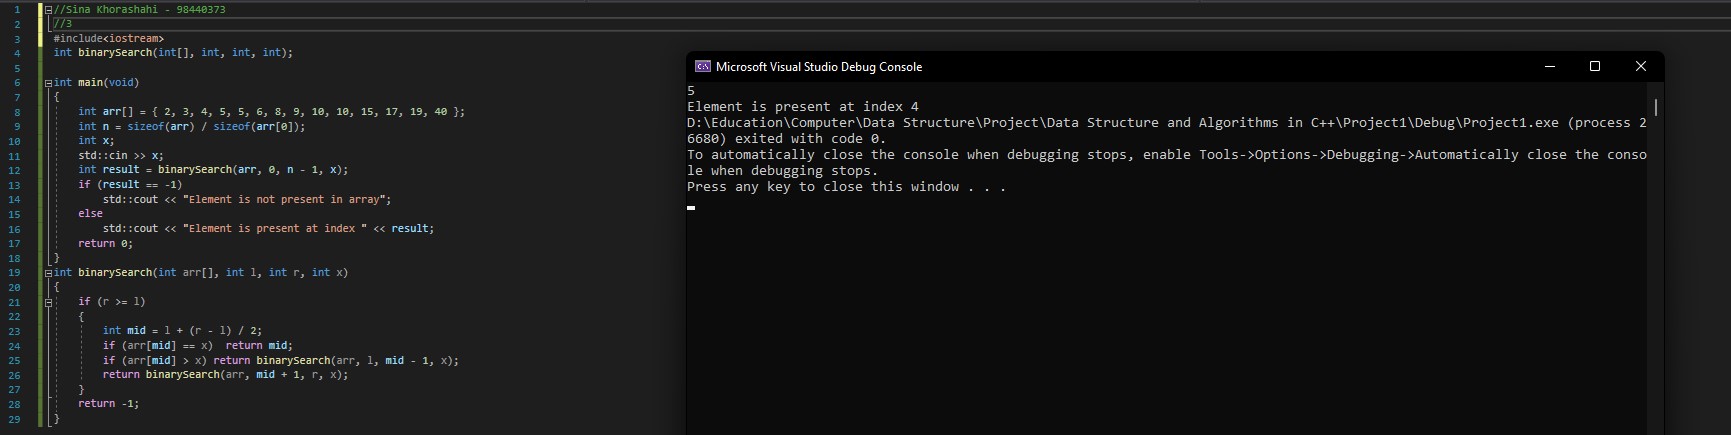 1 //Sina Khorashahi - 98440373
2 //3
3 #include<iostream>
4 int binarySearch(int[], int, int, int);
5
6 int main(void)
7 {
8 int arr[] = { 2, 3, 4, 5, 5, 6, 8, 9, 10, 10, 15, 17, 19, 40 };
9 int n = sizeof(arr) / sizeof(arr[0]);
10 int x;
11 std::cin >> x;
12 int result = binarySearch(arr, 0, n - 1, x);
13 if (result == -1)
14 std::cout << "Element is not present in array";
15 else
16 std::cout << "Element is present at index " << result;
17 return 0;
18 }
19 int binarySearch(int arr[], int l, int r, int x)
20 {
21 if (r >= l)
22 {
23 int mid = l + (r - l) / 2;
24 if (arr[mid] == x)  return mid;
25 if (arr[mid] > x) return binarySearch(arr, l, mid - 1, x);
26 return binarySearch(arr, mid + 1, r, x);
27 }
28 return -1;
29 }
Microsoft Visual Studio Debug Console
5
Element is present at index 4
D:\Education\Computer\Data Structure\Project\Data Structure and Algorithms in C++\Project1\Debug\Project1.exe (process 2
6680) exited with code 0.
To automatically close the console when debugging stops, enable Tools->Options->Debugging->Automatically close the conso
le when debugging stops.
Press any key to close this window . . .